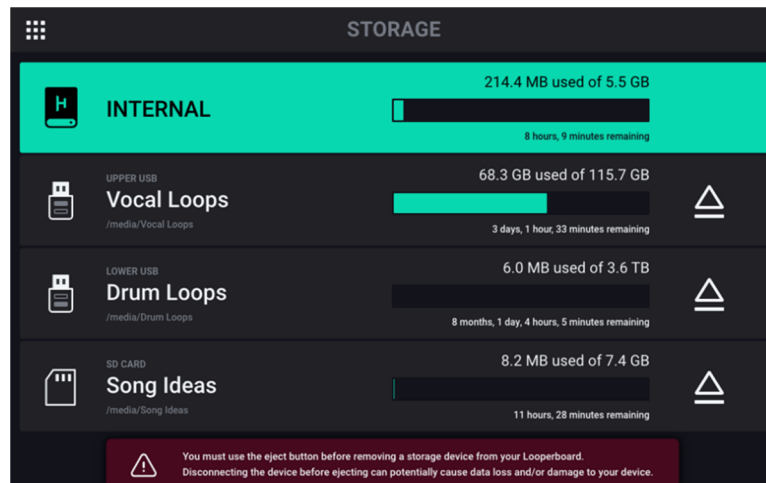 STORAGE
H
INTERNAL
214.4 MB used of 5.5 GB
8 hours, 9 minutes remaining
UPPER USB
Vocal Loops
/media/Vocal Loops
68.3 GB used of 115.7 GB
3 days, 1 hour, 33 minutes remaining
LOWER USB
Drum Loops
/media/Drum Loops
6.0 MB used of 3.6 TB
8 months, 1 day, 4 hours, 5 minutes remaining
SD CARD
Song Ideas
/media/Song Ideas
8.2 MB used of 7.4 GB
11 hours, 28 minutes remaining
You must use the eject button before removing a storage device from your Looperboard.
Disconnecting the device before ejecting can potentially cause data loss and/or damage to your device.